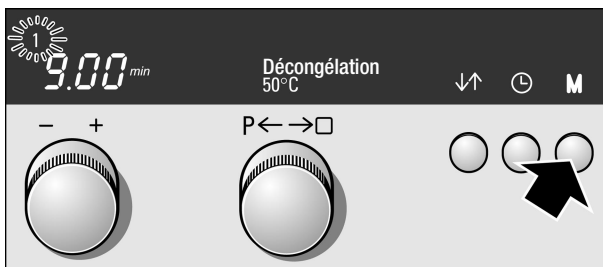 1
9.00 min
Décongélation
50°C
↓↑ M
− +
P← →□